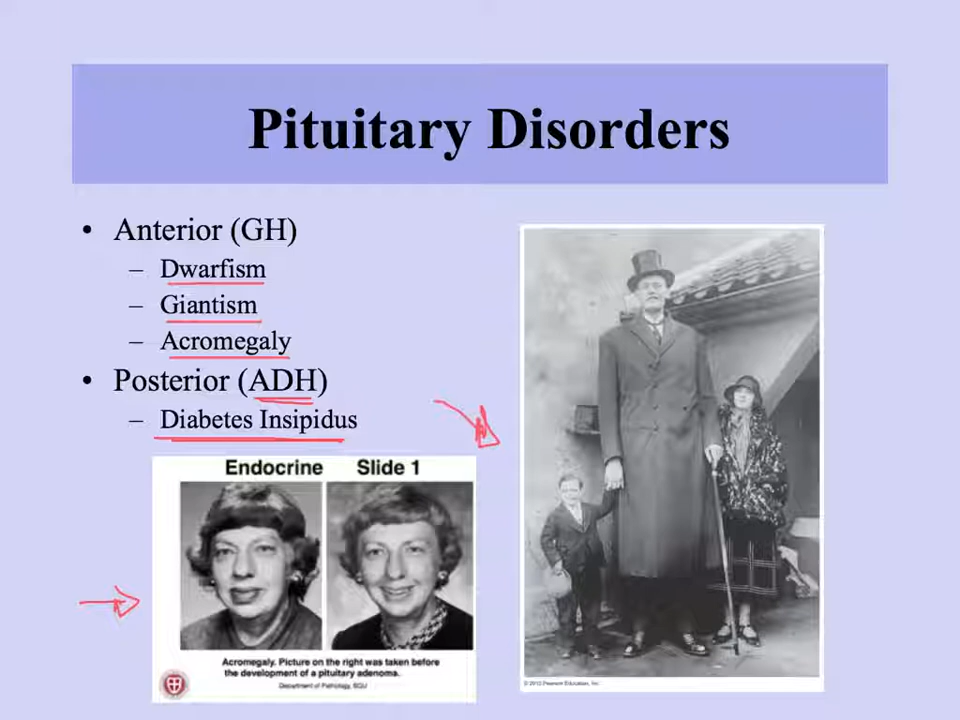 Pituitary Disorders
• Anterior (GH)
– Dwarfism
– Giantism
– Acromegaly
• Posterior (ADH)
– Diabetes Insipidus
Endocrine Slide 1
Acromegaly. Picture on the right was taken before
the development of a pituitary adenoma.
Department of Pathology, SGU
© 2012 Pearson Education, Inc.